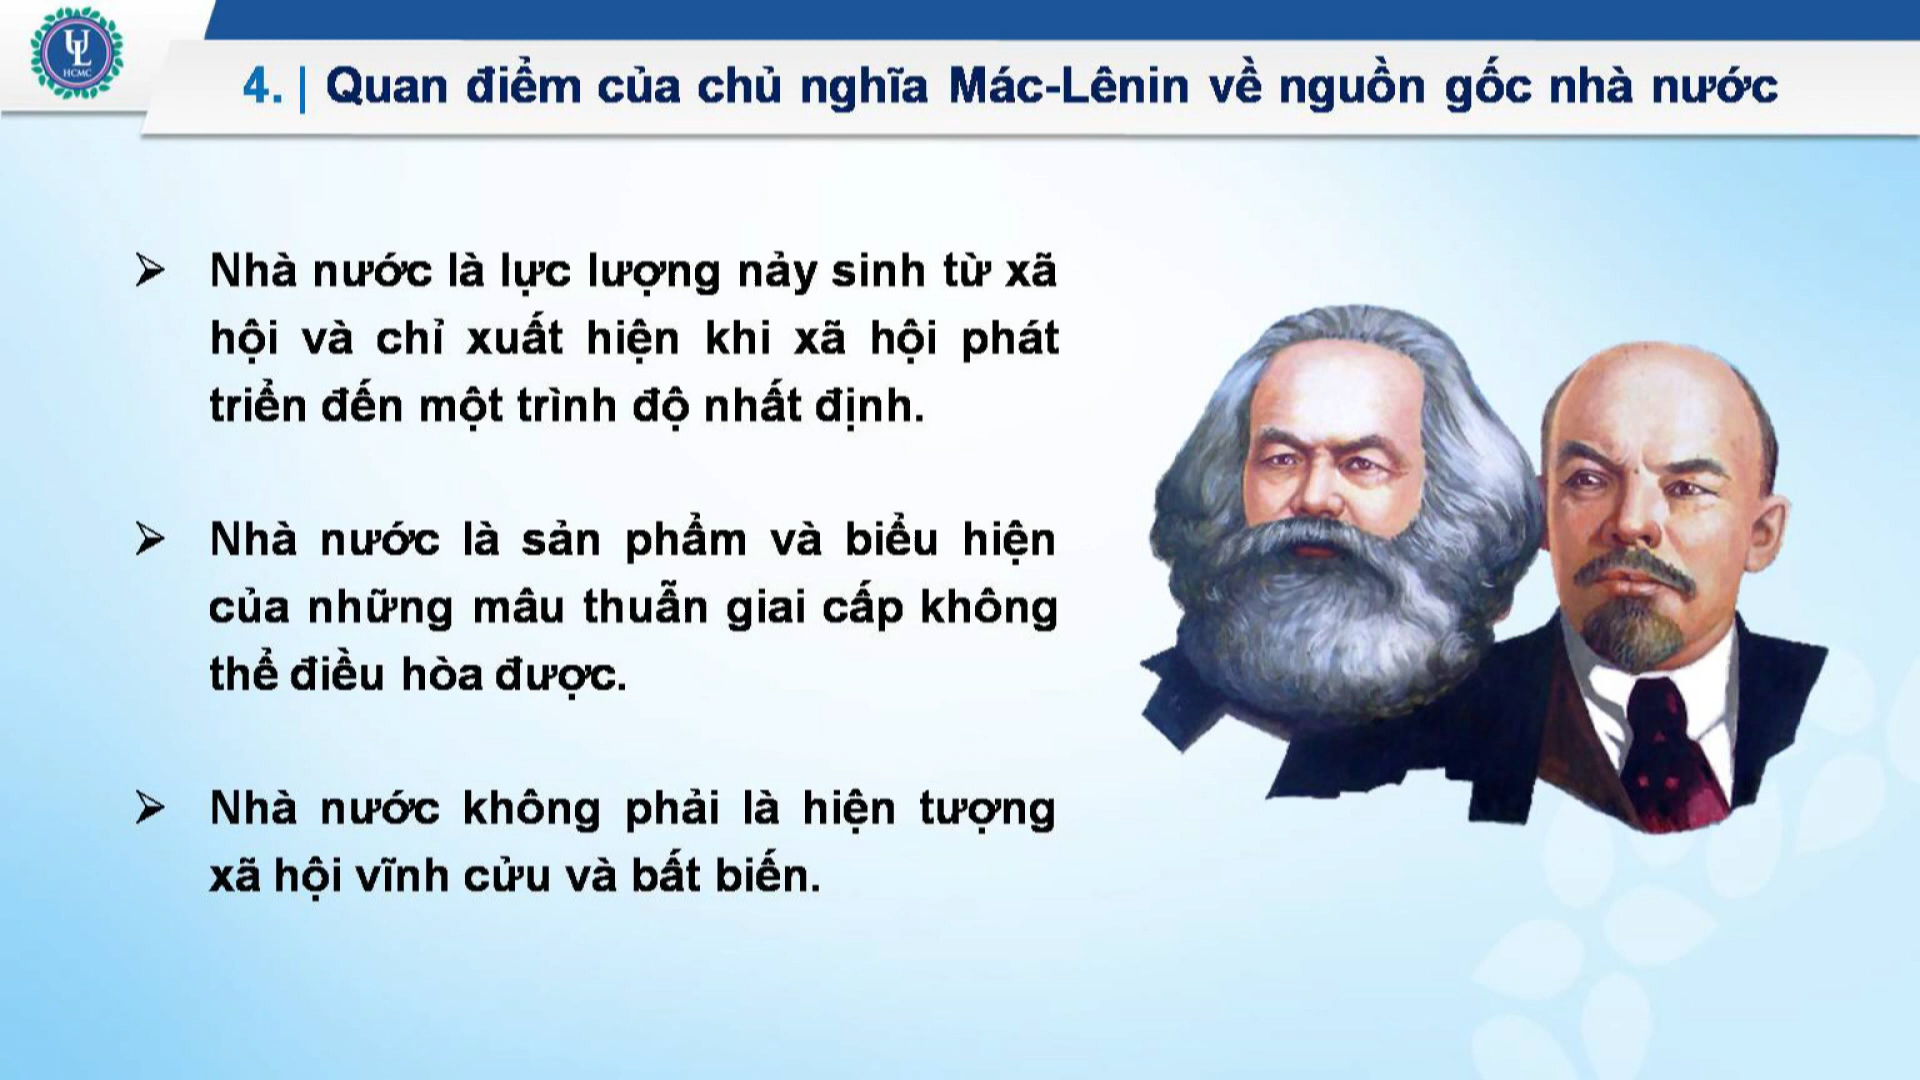 UL
HCMC
4. | Quan điểm của chủ nghĩa Mác-Lênin về nguồn gốc nhà nước
➢ Nhà nước là lực lượng nảy sinh từ xã
hội và chỉ xuất hiện khi xã hội phát
triển đến một trình độ nhất định.
➢ Nhà nước là sản phẩm và biểu hiện
của những mâu thuẫn giai cấp không
thể điều hòa được.
➢ Nhà nước không phải là hiện tượng
xã hội vĩnh cửu và bất biến.